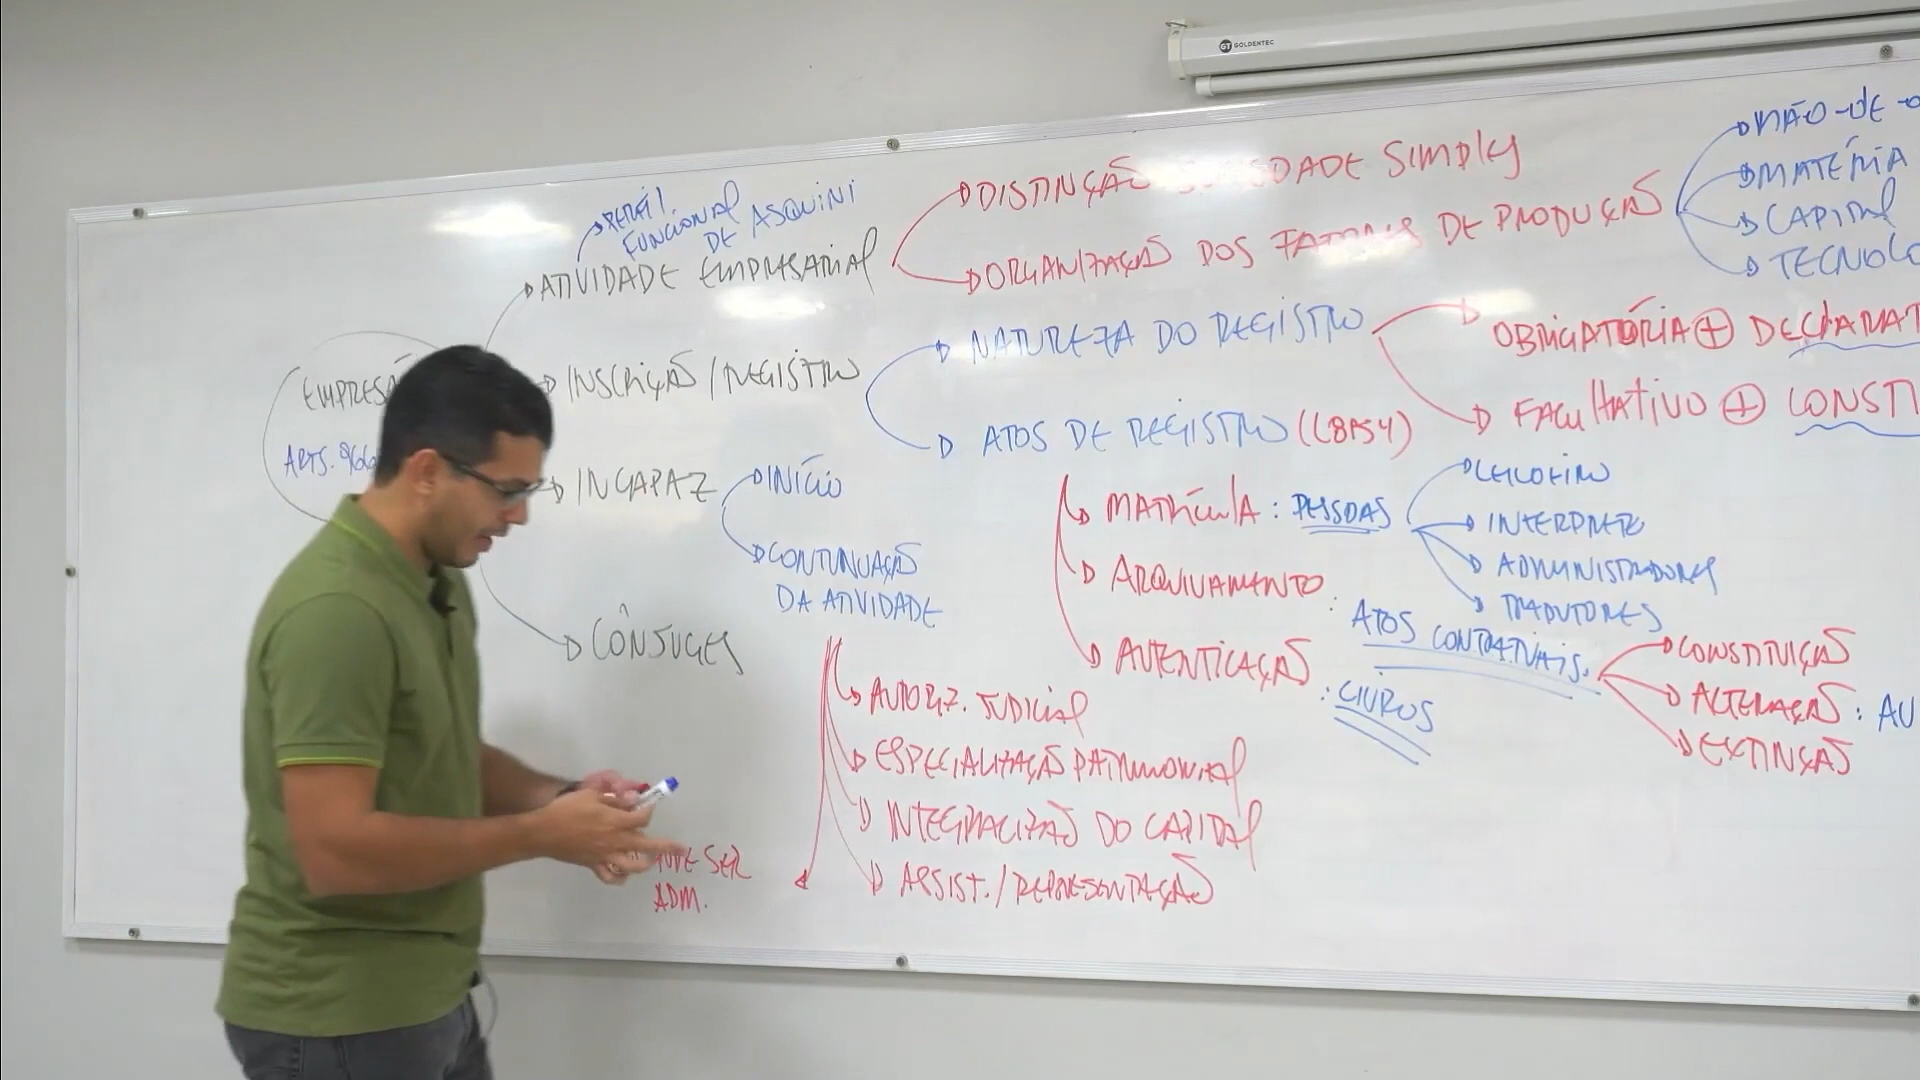 GT GOLDENTEC
PERFIL
FUNCIONAL
DE ASQUINI
ATIVIDADE EMPRESARIAL
DISTINÇÃO SOCIEDADE SIMPLES
ORGANIZAÇÃO DOS FATORES DE PRODUÇÃO
MÃO-DE-O
MATÉRIA
CAPITAL
TECNOLO
EMPRESÁ
ARTS. 966
INSCRIÇÃO / REGISTRO
NATUREZA DO REGISTRO
OBRIGATÓRIA + DECLARAT
FACULTATIVO + CONSTI
ATOS DE REGISTRO (L8934)
MATRÍCULA : PESSOAS
LEILOEIRO
INTERPRETE
ADMINISTRADORES
TRADUTORES
ARQUIVAMENTO :
ATOS CONTRATUAIS.
CONSTITUIÇÃO
ALTERAÇÃO : AU
EXTINÇÃO
AUTENTICAÇÃO : LIVROS
INCAPAZ
INÍCIO
CONTINUAÇÃO
DA ATIVIDADE
AUTORIZ. JUDICIAL
ESPECIALIZAÇÃO PATRIMONIAL
INTEGRALIZAÇÃO DO CAPITAL
ASSIST. / REPRESENTAÇÃO
SER
ADM.
CÔNJUGES